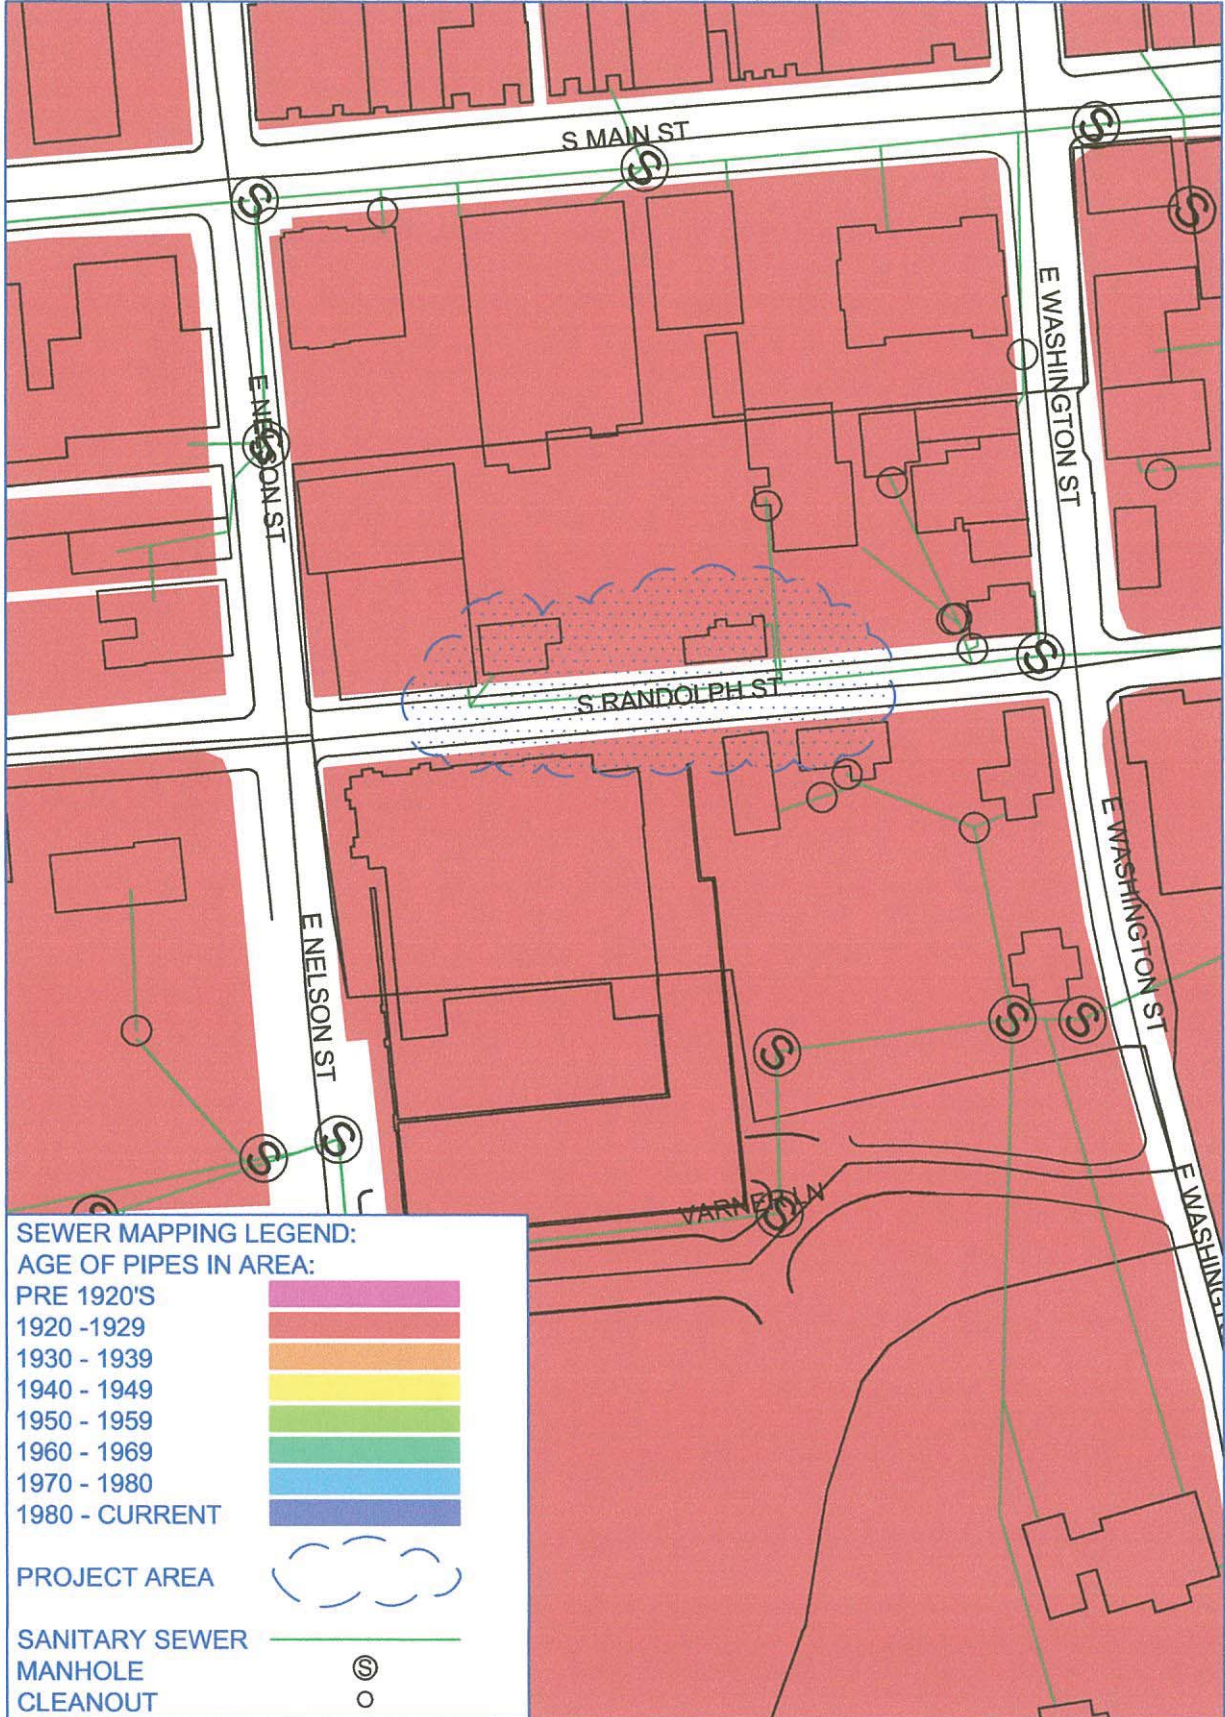 S MAIN ST
E WASHINGTON ST
E NELSON ST
S RANDOLPH ST
E WASHINGTON ST
E NELSON ST
VARNER LN
E WASHINGT
S
S
S
S
S
S
S
S
S
S
S
S
S
SEWER MAPPING LEGEND:
AGE OF PIPES IN AREA:
PRE 1920'S
1920 -1929
1930 - 1939
1940 - 1949
1950 - 1959
1960 - 1969
1970 - 1980
1980 - CURRENT
PROJECT AREA
SANITARY SEWER
MANHOLE
S
CLEANOUT